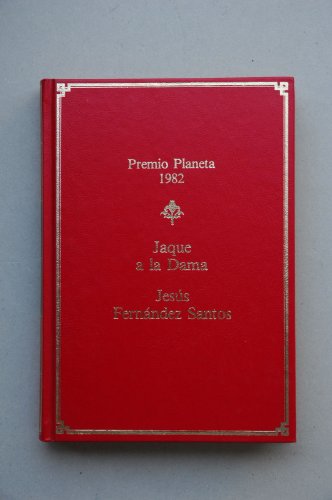 Premio Planeta
1982
Jaque
a la Dama
Jesús
Fernández Santos